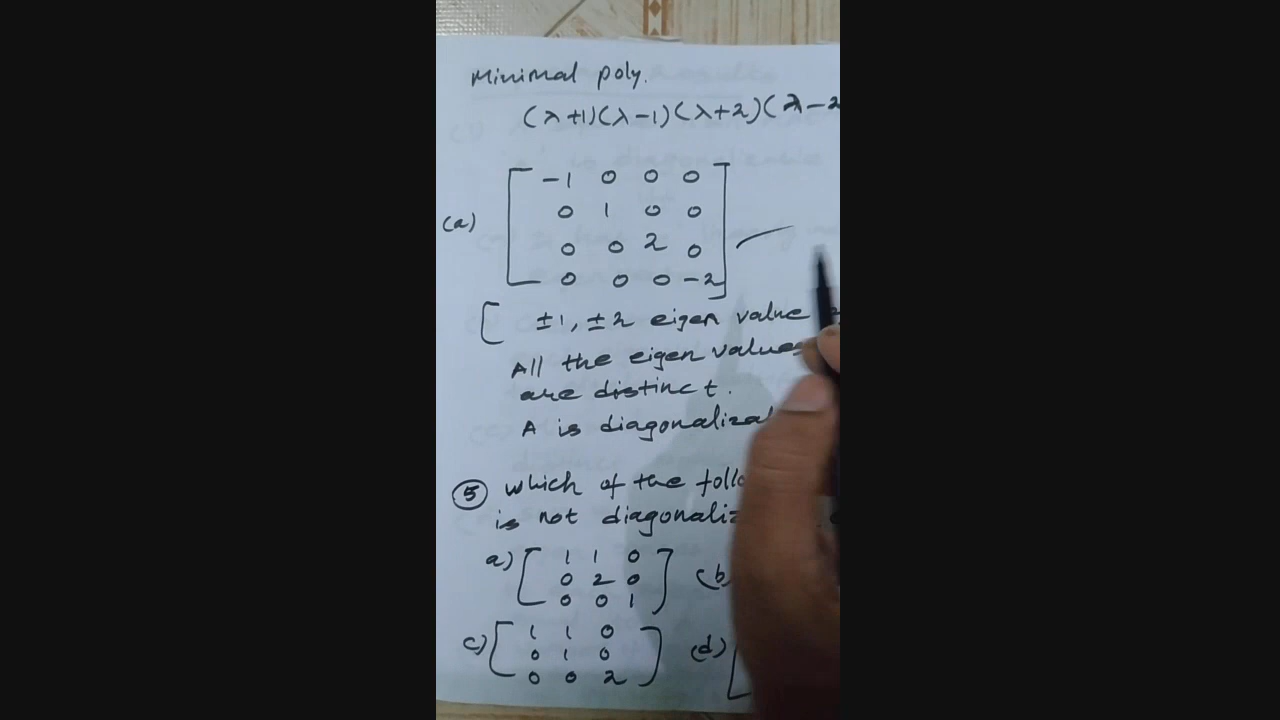 Minimal poly.
(λ+1)(λ-1)(λ+2)(λ-2
(a) [ -1 0 0 0
0 1 0 0
0 0 2 0
0 0 0 -2 ]
[ ±1, ±2 eigen value
All the eigen values
are distinct.
A is
⑤ which of the
is not
a) [ 1 1 0
0 2 0
0 0 1 ] (b
c) [ 1 1 0
0 1 0
0 0 2 ] (d) [